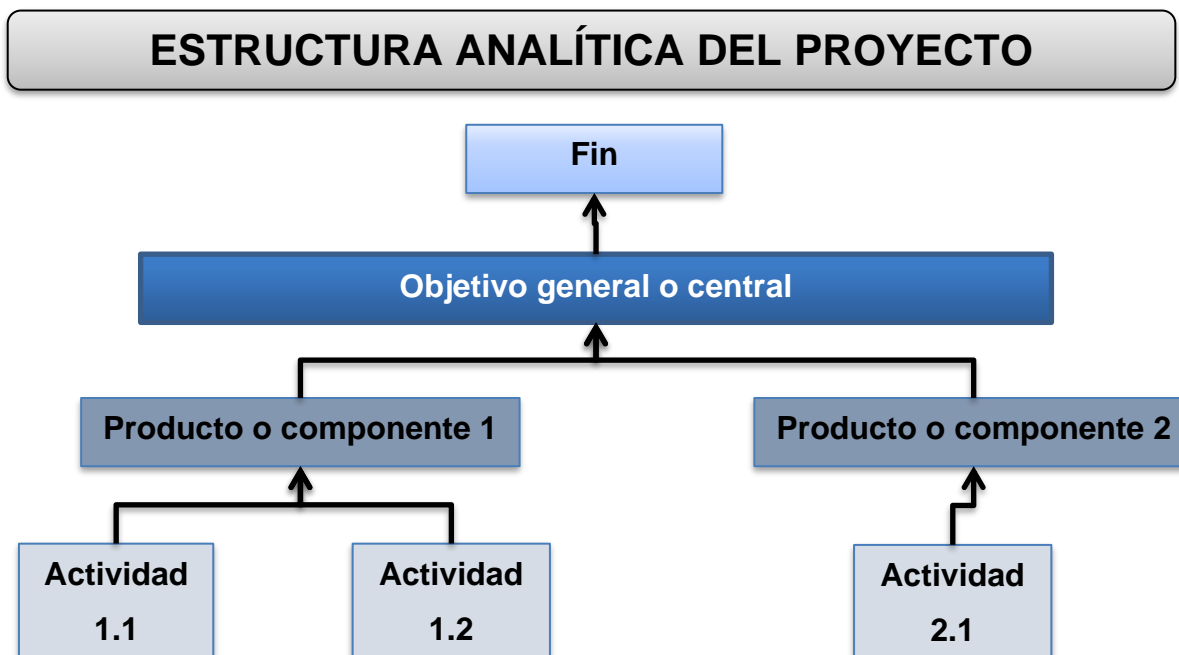 ESTRUCTURA ANALÍTICA DEL PROYECTO
Fin
Objetivo general o central
Producto o componente 1
Producto o componente 2
Actividad
1.1
Actividad
1.2
Actividad
2.1